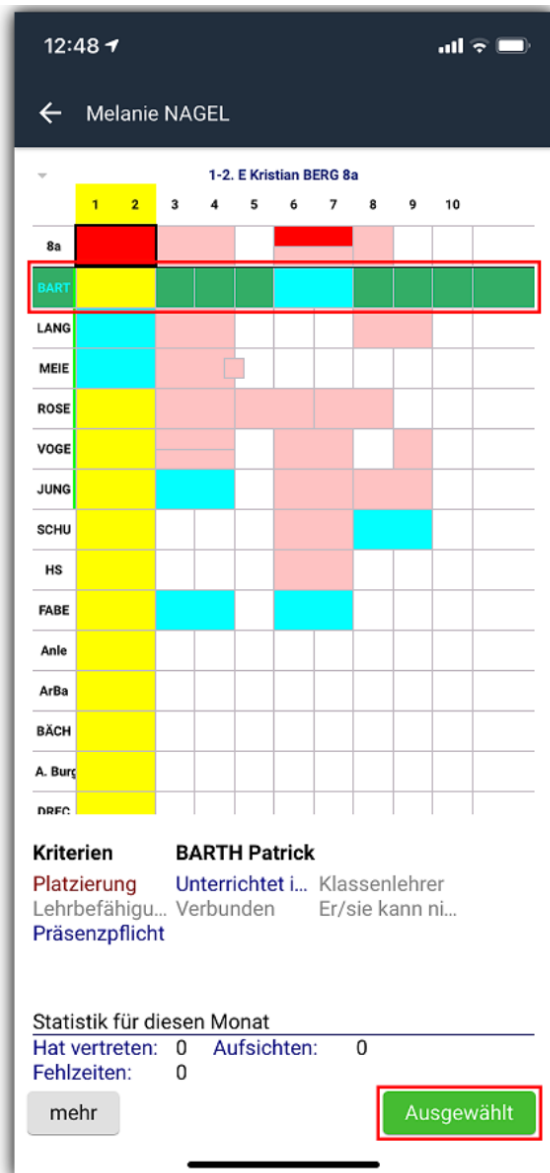 12:48
Melanie NAGEL
1-2. E Kristian BERG 8a
1 2 3 4 5 6 7 8 9 10
8a
BART
LANG
MEIE
ROSE
VOGE
JUNG
SCHU
HS
FABE
Anle
ArBa
BÄCH
A. Burg
DREC
Kriterien BARTH Patrick
Platzierung Unterrichtet i... Klassenlehrer
Lehrbefähigu... Verbunden Er/sie kann ni...
Präsenzpflicht
Statistik für diesen Monat
Hat vertreten: 0 Aufsichten: 0
Fehlzeiten: 0
mehr Ausgewählt